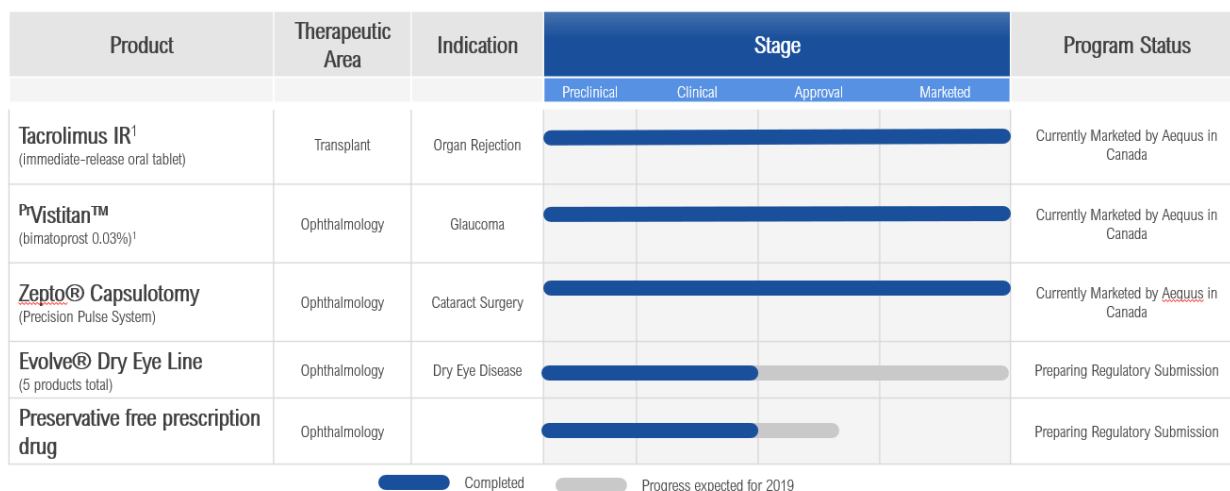 Product
Therapeutic
Area
Indication
Stage
Program Status
Preclinical
Clinical
Approval
Marketed
Tacrolimus IR¹
(immediate-release oral tablet)
Transplant
Organ Rejection
Currently Marketed by Aequus in
Canada
PrVistitan™
(bimatoprost 0.03%)¹
Ophthalmology
Glaucoma
Currently Marketed by Aequus in
Canada
Zepto® Capsulotomy
(Precision Pulse System)
Ophthalmology
Cataract Surgery
Currently Marketed by Aequus in
Canada
Evolve® Dry Eye Line
(5 products total)
Ophthalmology
Dry Eye Disease
Preparing Regulatory Submission
Preservative free prescription
drug
Ophthalmology
Preparing Regulatory Submission
Completed
Progress expected for 2019